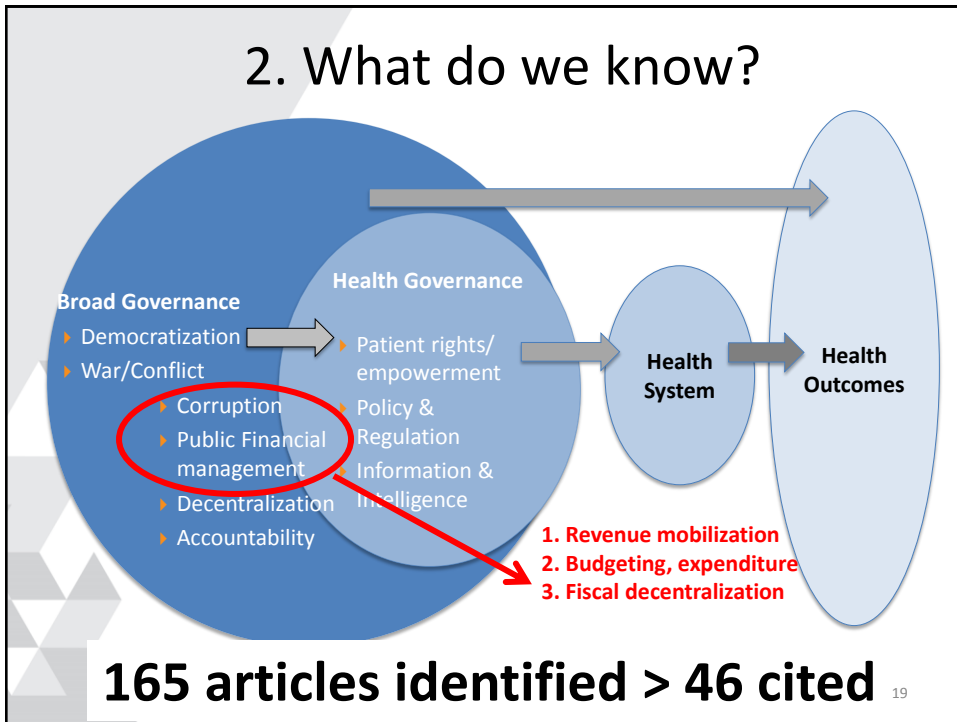 2. What do we know?
Broad Governance
Democratization
War/Conflict
Corruption
Public Financial
management
Decentralization
Accountability
Health Governance
Patient rights/
empowerment
Policy &
Regulation
Information &
Intelligence
Health
System
Health
Outcomes
1. Revenue mobilization
2. Budgeting, expenditure
3. Fiscal decentralization
165 articles identified > 46 cited
19